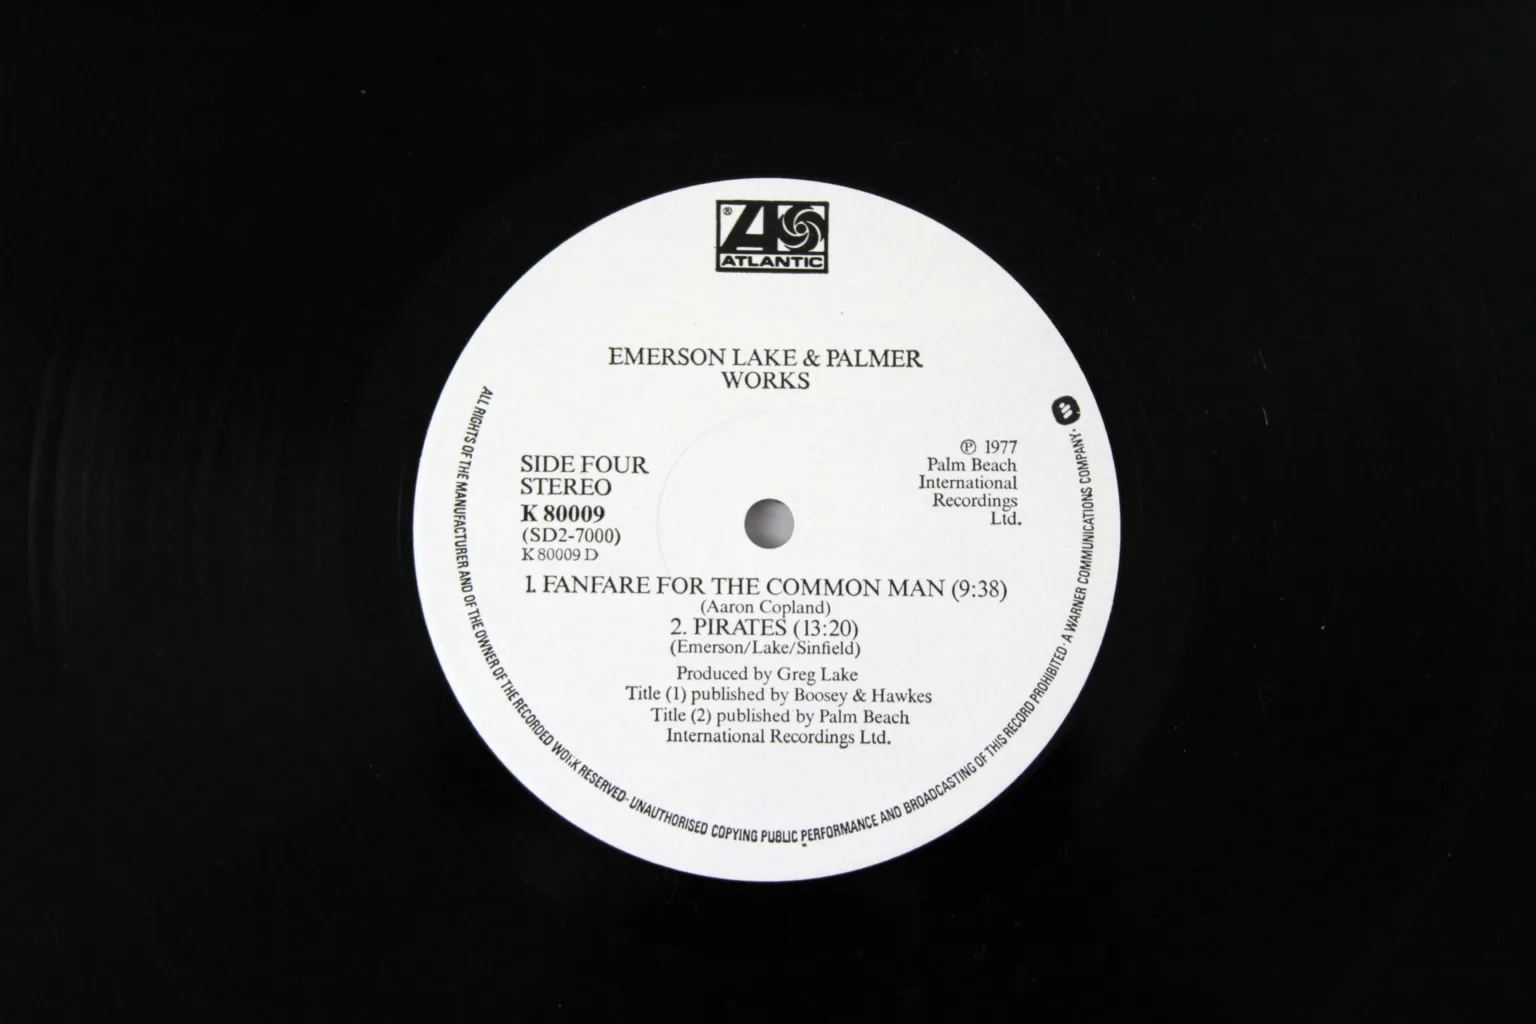 ®
ATLANTIC
EMERSON LAKE & PALMER
WORKS
SIDE FOUR
STEREO
K 80009
(SD2-7000)
K 80009 D
℗ 1977
Palm Beach
International
Recordings
Ltd.
1. FANFARE FOR THE COMMON MAN (9:38)
(Aaron Copland)
2. PIRATES (13:20)
(Emerson/Lake/Sinfield)
Produced by Greg Lake
Title (1) published by Boosey & Hawkes
Title (2) published by Palm Beach
International Recordings Ltd.
ALL RIGHTS OF THE MANUFACTURER AND OF THE OWNER OF THE RECORDED WORK RESERVED· UNAUTHORISED COPYING PUBLIC PERFORMANCE AND BROADCASTING OF THIS RECORD PROHIBITED· A WARNER COMMUNICATIONS COMPANY·